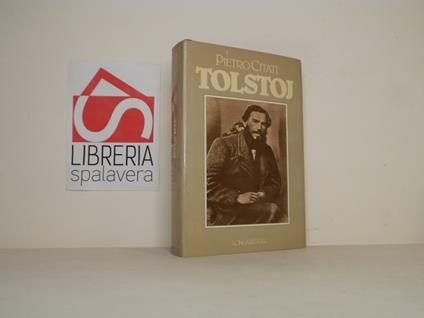 LIBRERIA
spalavera
PIETRO CITATI
TOLSTOJ
LONGANESI & C.